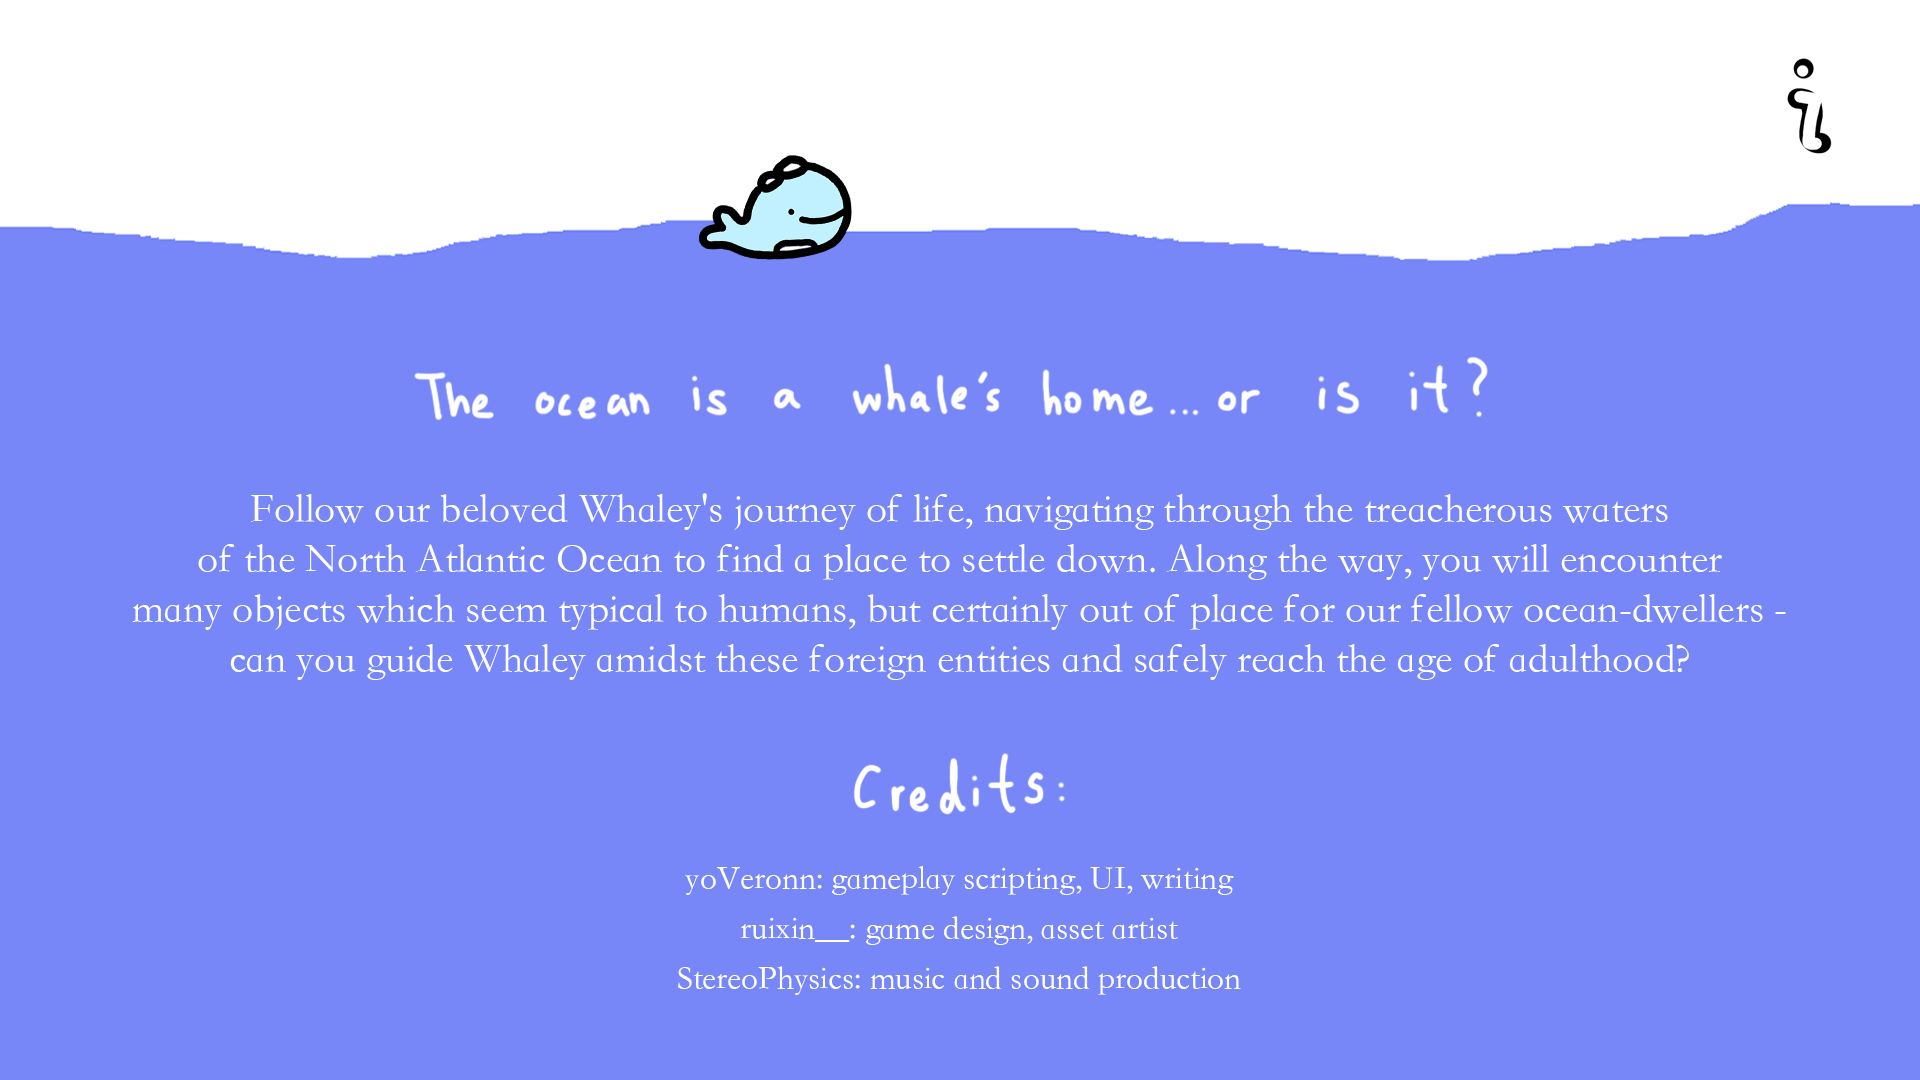 The ocean is a whale's home... or is it?
Follow our beloved Whaley's journey of life, navigating through the treacherous waters
of the North Atlantic Ocean to find a place to settle down. Along the way, you will encounter
many objects which seem typical to humans, but certainly out of place for our fellow ocean-dwellers -
can you guide Whaley amidst these foreign entities and safely reach the age of adulthood?
Credits:
yoVeronn: gameplay scripting, UI, writing
ruixin__: game design, asset artist
StereoPhysics: music and sound production